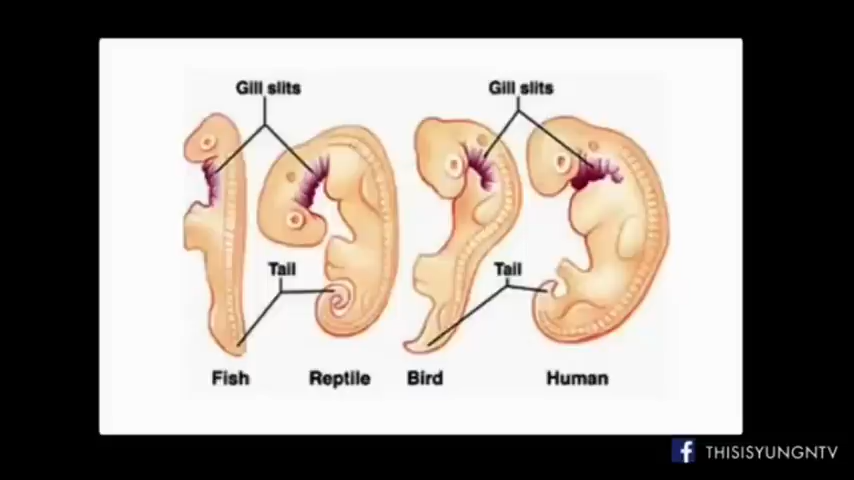 Gill slits
Gill slits
Tail
Tail
Fish
Reptile
Bird
Human
f THISISYUNGNTV